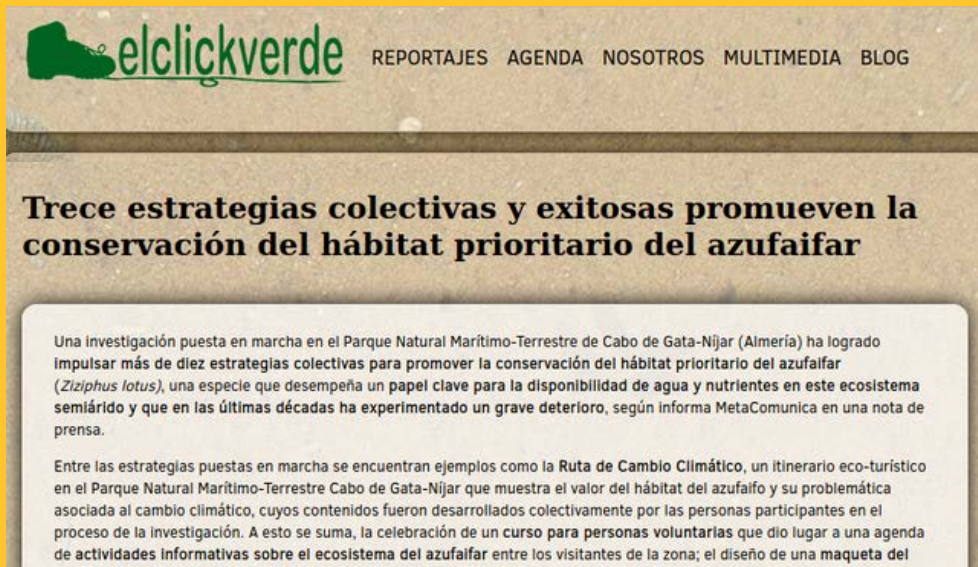 elclickverde
REPORTAJES AGENDA NOSOTROS MULTIMEDIA BLOG
Trece estrategias colectivas y exitosas promueven la
conservación del hábitat prioritario del azufaifar
Una investigación puesta en marcha en el Parque Natural Marítimo-Terrestre de Cabo de Gata-Níjar (Almería) ha logrado
impulsar más de diez estrategias colectivas para promover la conservación del hábitat prioritario del azufaifar
(Ziziphus lotus), una especie que desempeña un papel clave para la disponibilidad de agua y nutrientes en este ecosistema
semiárido y que en las últimas décadas ha experimentado un grave deterioro, según informa MetaComunica en una nota de
prensa.
Entre las estrategias puestas en marcha se encuentran ejemplos como la Ruta de Cambio Climático, un itinerario eco-turístico
en el Parque Natural Marítimo-Terrestre Cabo de Gata-Níjar que muestra el valor del hábitat del azufaifo y su problemática
asociada al cambio climático, cuyos contenidos fueron desarrollados colectivamente por las personas participantes en el
proceso de la investigación. A esto se suma, la celebración de un curso para personas voluntarias que dio lugar a una agenda
de actividades informativas sobre el ecosistema del azufaifar entre los visitantes de la zona; el diseño de una maqueta del